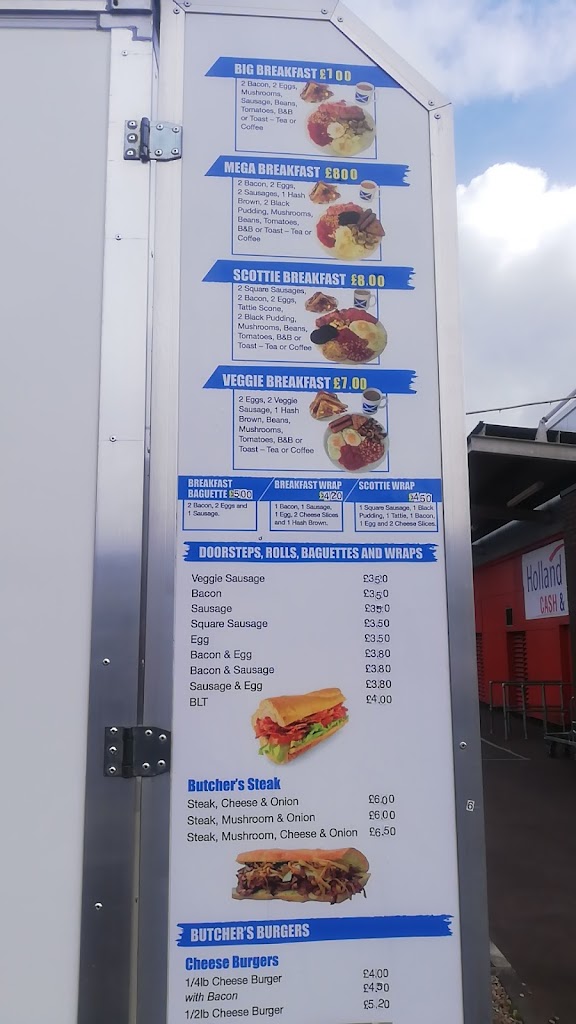 BIG BREAKFAST £7.00
2 Bacon, 2 Eggs,
Mushrooms,
Sausage, Beans,
Tomatoes, B&B
or Toast – Tea or
Coffee
MEGA BREAKFAST £8.00
2 Bacon, 2 Eggs,
2 Sausages, 1 Hash
Brown, 2 Black
Pudding, Mushrooms,
Beans, Tomatoes,
B&B or Toast – Tea or
Coffee
SCOTTIE BREAKFAST £8.00
2 Square Sausages,
2 Bacon, 2 Eggs,
Tattie Scone,
2 Black Pudding,
Mushrooms, Beans,
Tomatoes, B&B or
Toast – Tea or Coffee
VEGGIE BREAKFAST £7.00
2 Eggs, 2 Veggie
Sausage, 1 Hash
Brown, Beans,
Mushrooms,
Tomatoes, B&B or
Toast – Tea or Coffee
BREAKFAST
BAGUETTE £5.00
2 Bacon, 2 Eggs and
1 Sausage.
BREAKFAST WRAP
£4.20
1 Bacon, 1 Sausage,
1 Egg, 2 Cheese Slices
and 1 Hash Brown.
SCOTTIE WRAP
£4.50
1 Square Sausage, 1 Black
Pudding, 1 Tattie, 1 Bacon,
1 Egg and 2 Cheese Slices.
DOORSTEPS, ROLLS, BAGUETTES AND WRAPS
Veggie Sausage £3.50
Bacon £3.50
Sausage £3.50
Square Sausage £3.50
Egg £3.50
Bacon & Egg £3.80
Bacon & Sausage £3.80
Sausage & Egg £3.80
BLT £4.00
Butcher's Steak
Steak, Cheese & Onion £6.00
Steak, Mushroom & Onion £6.00
Steak, Mushroom, Cheese & Onion £6.50
BUTCHER'S BURGERS
Cheese Burgers
1/4lb Cheese Burger £4.00
with Bacon
1/2lb Cheese Burger £5.20
Holland
CASH &